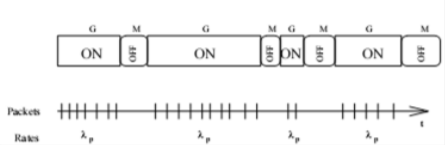 G M G M G M G M
ON OFF ON OFF ON OFF ON OFF
Packets t
Rates λp λp λp λp